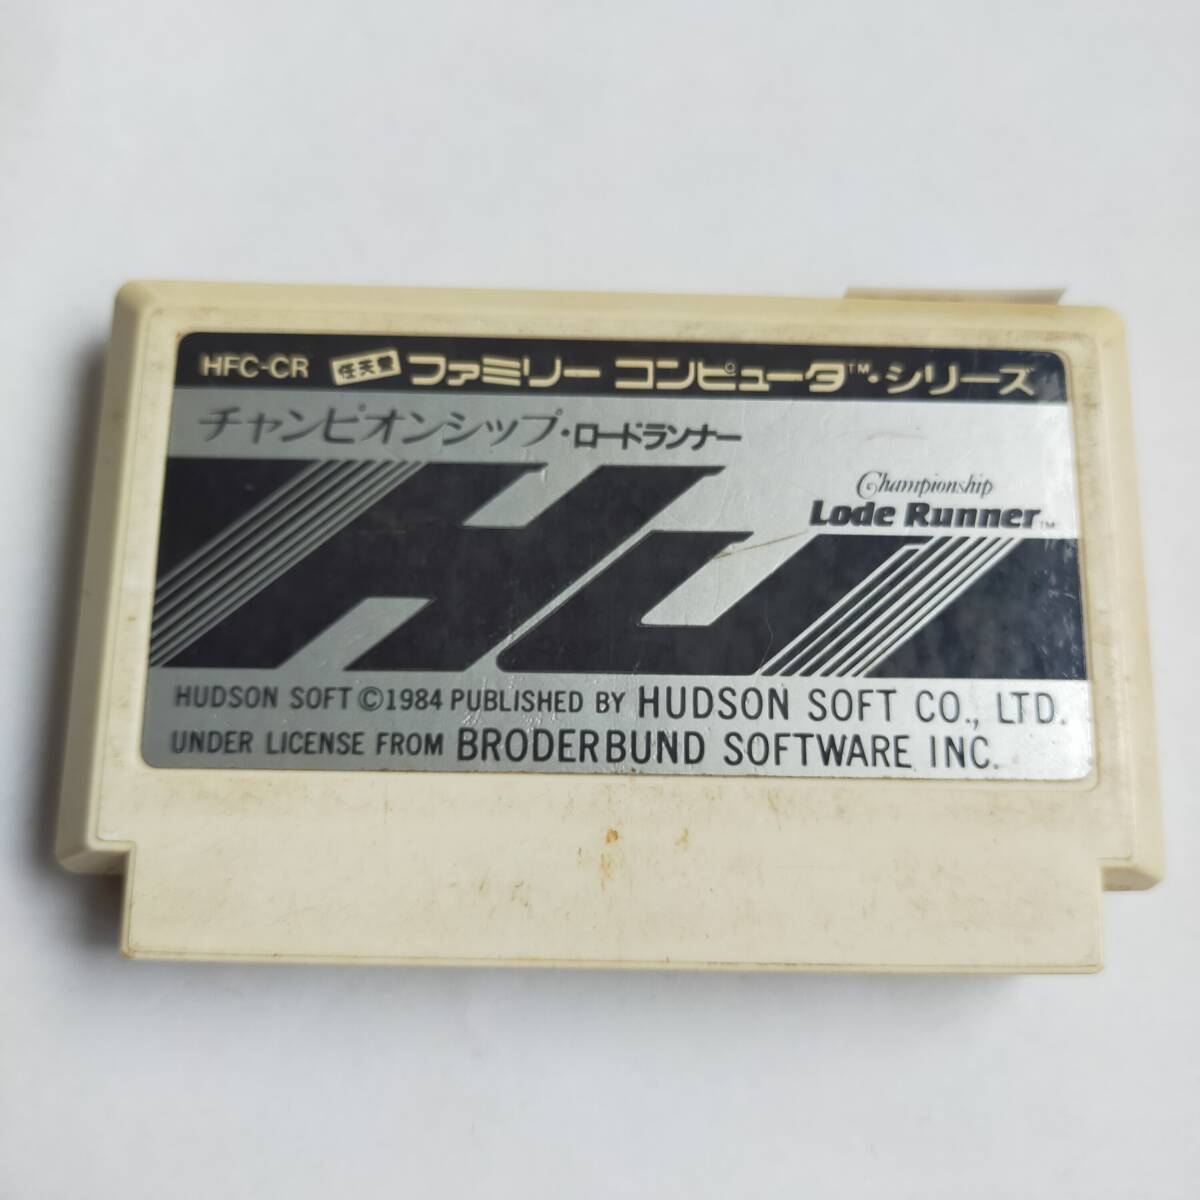 HFC-CR 任天堂 ファミリー コンピュータ™・シリーズ
チャンピオンシップ・ロードランナー
Championship
Lode Runner™
HU
HUDSON SOFT ©1984 PUBLISHED BY HUDSON SOFT CO., LTD.
UNDER LICENSE FROM BRODERBUND SOFTWARE INC.